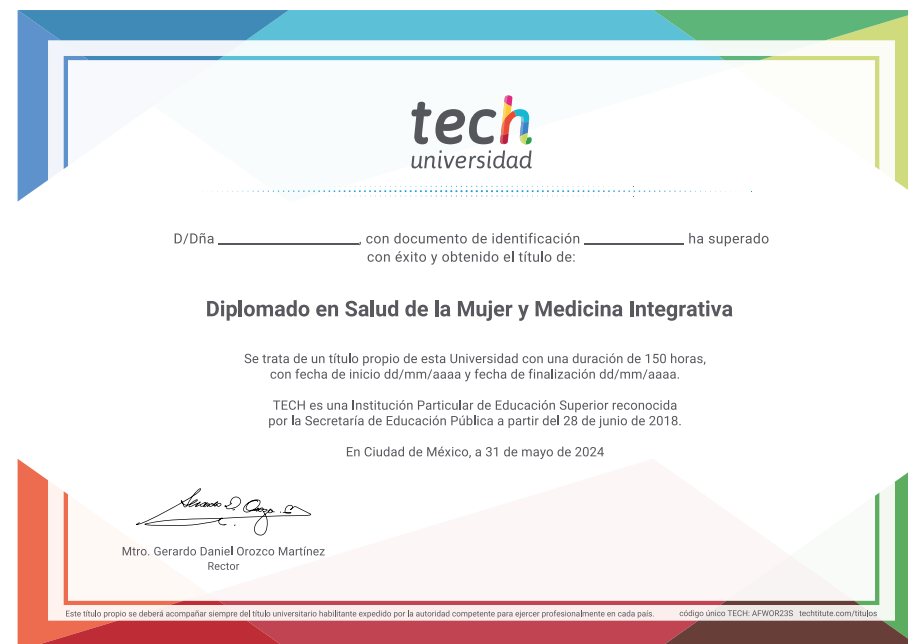 tech
universidad
D/Dña ____________________, con documento de identificación ______________ ha superado
con éxito y obtenido el título de:
Diplomado en Salud de la Mujer y Medicina Integrativa
Se trata de un título propio de esta Universidad con una duración de 150 horas,
con fecha de inicio dd/mm/aaaa y fecha de finalización dd/mm/aaaa.
TECH es una Institución Particular de Educación Superior reconocida
por la Secretaría de Educación Pública a partir del 28 de junio de 2018.
En Ciudad de México, a 31 de mayo de 2024
Mtro. Gerardo Daniel Orozco Martínez
Rector
Este título propio se deberá acompañar siempre del título universitario habilitante expedido por la autoridad competente para ejercer profesionalmente en cada país. código único TECH: AFWOR23S techtitute.com/titulos